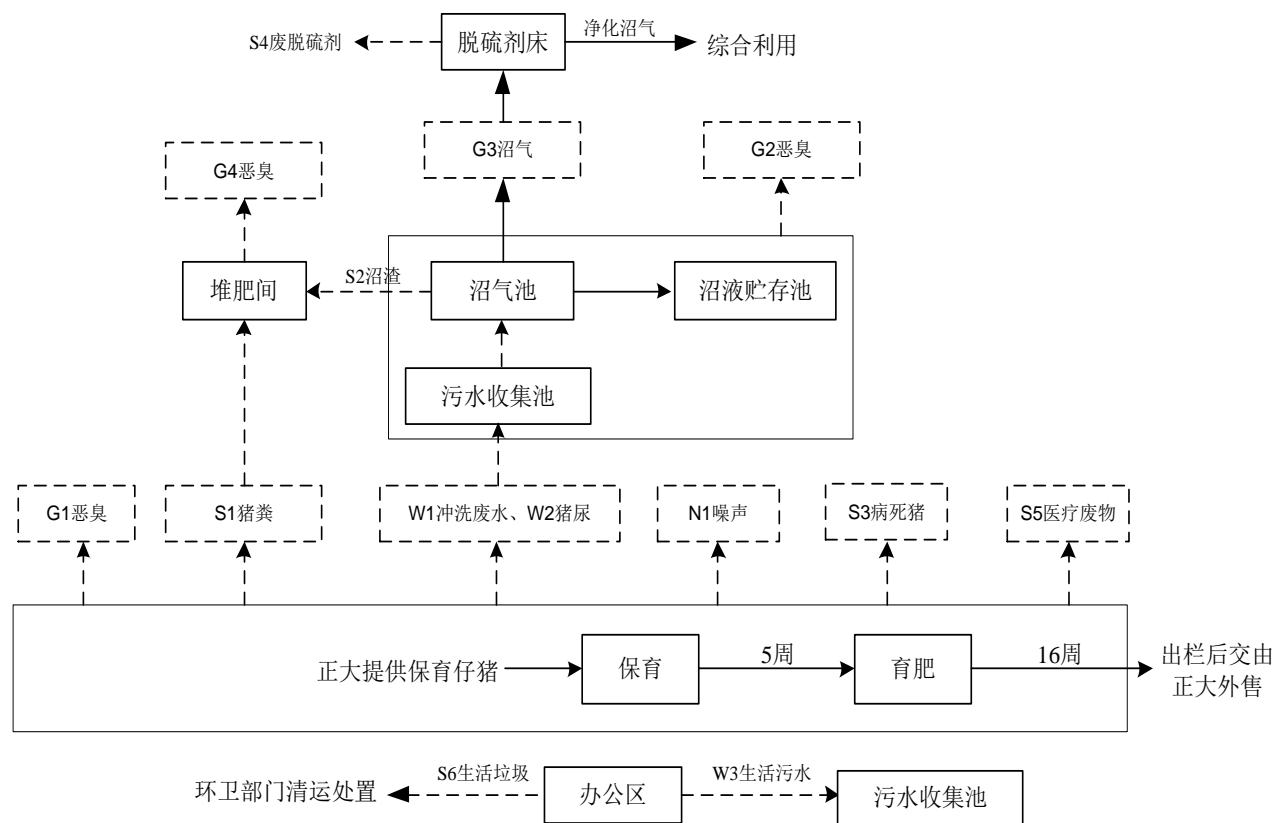 S4废脱硫剂
脱硫剂床
净化沼气
综合利用
G4恶臭
G3沼气
G2恶臭
堆肥间
S2沼渣
沼气池
沼液贮存池
污水收集池
G1恶臭
S1猪粪
W1冲洗废水、W2猪尿
N1噪声
S3病死猪
S5医疗废物
正大提供保育仔猪
保育
5周
育肥
16周
出栏后交由
正大外售
环卫部门清运处置
S6生活垃圾
办公区
W3生活污水
污水收集池